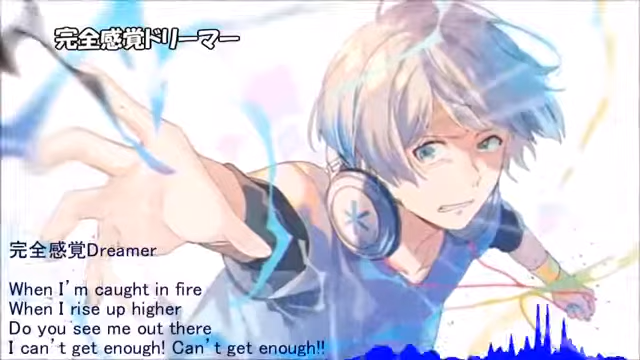 完全感覚ドリーマー
完全感覚Dreamer
When I'm caught in fire
When I rise up higher
Do you see me out there
I can't get enough! Can't get enough!!